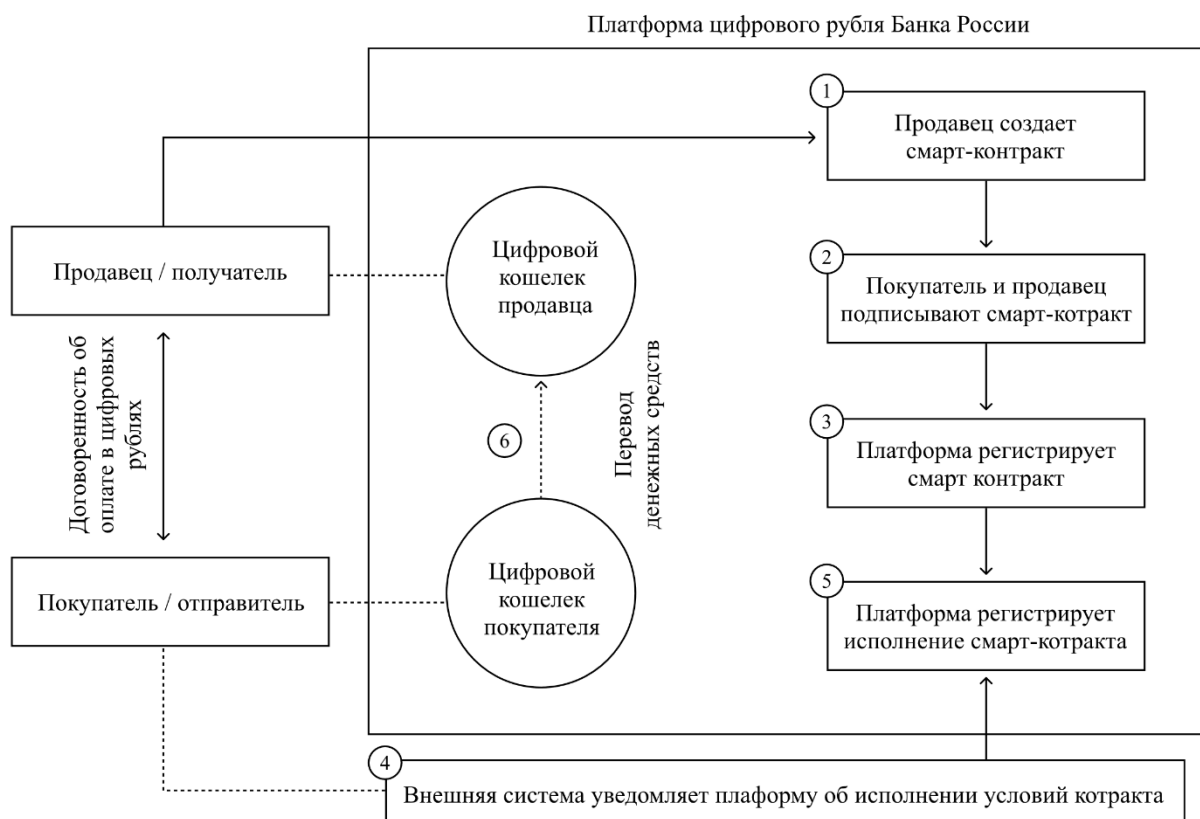 Платформа цифрового рубля Банка России
1
Продавец создает
смарт-контракт
Продавец / получатель
Цифровой
кошелек
продавца
2
Покупатель и продавец
подписывают смарт-котракт
Договоренность об
оплате в цифровых
рублях
6
Перевод
денежных средств
3
Платформа регистрирует
смарт контракт
Покупатель / отправитель
Цифровой
кошелек
покупателя
5
Платформа регистрирует
исполнение смарт-котракта
4
Внешняя система уведомляет плаформу об исполнении условий котракта